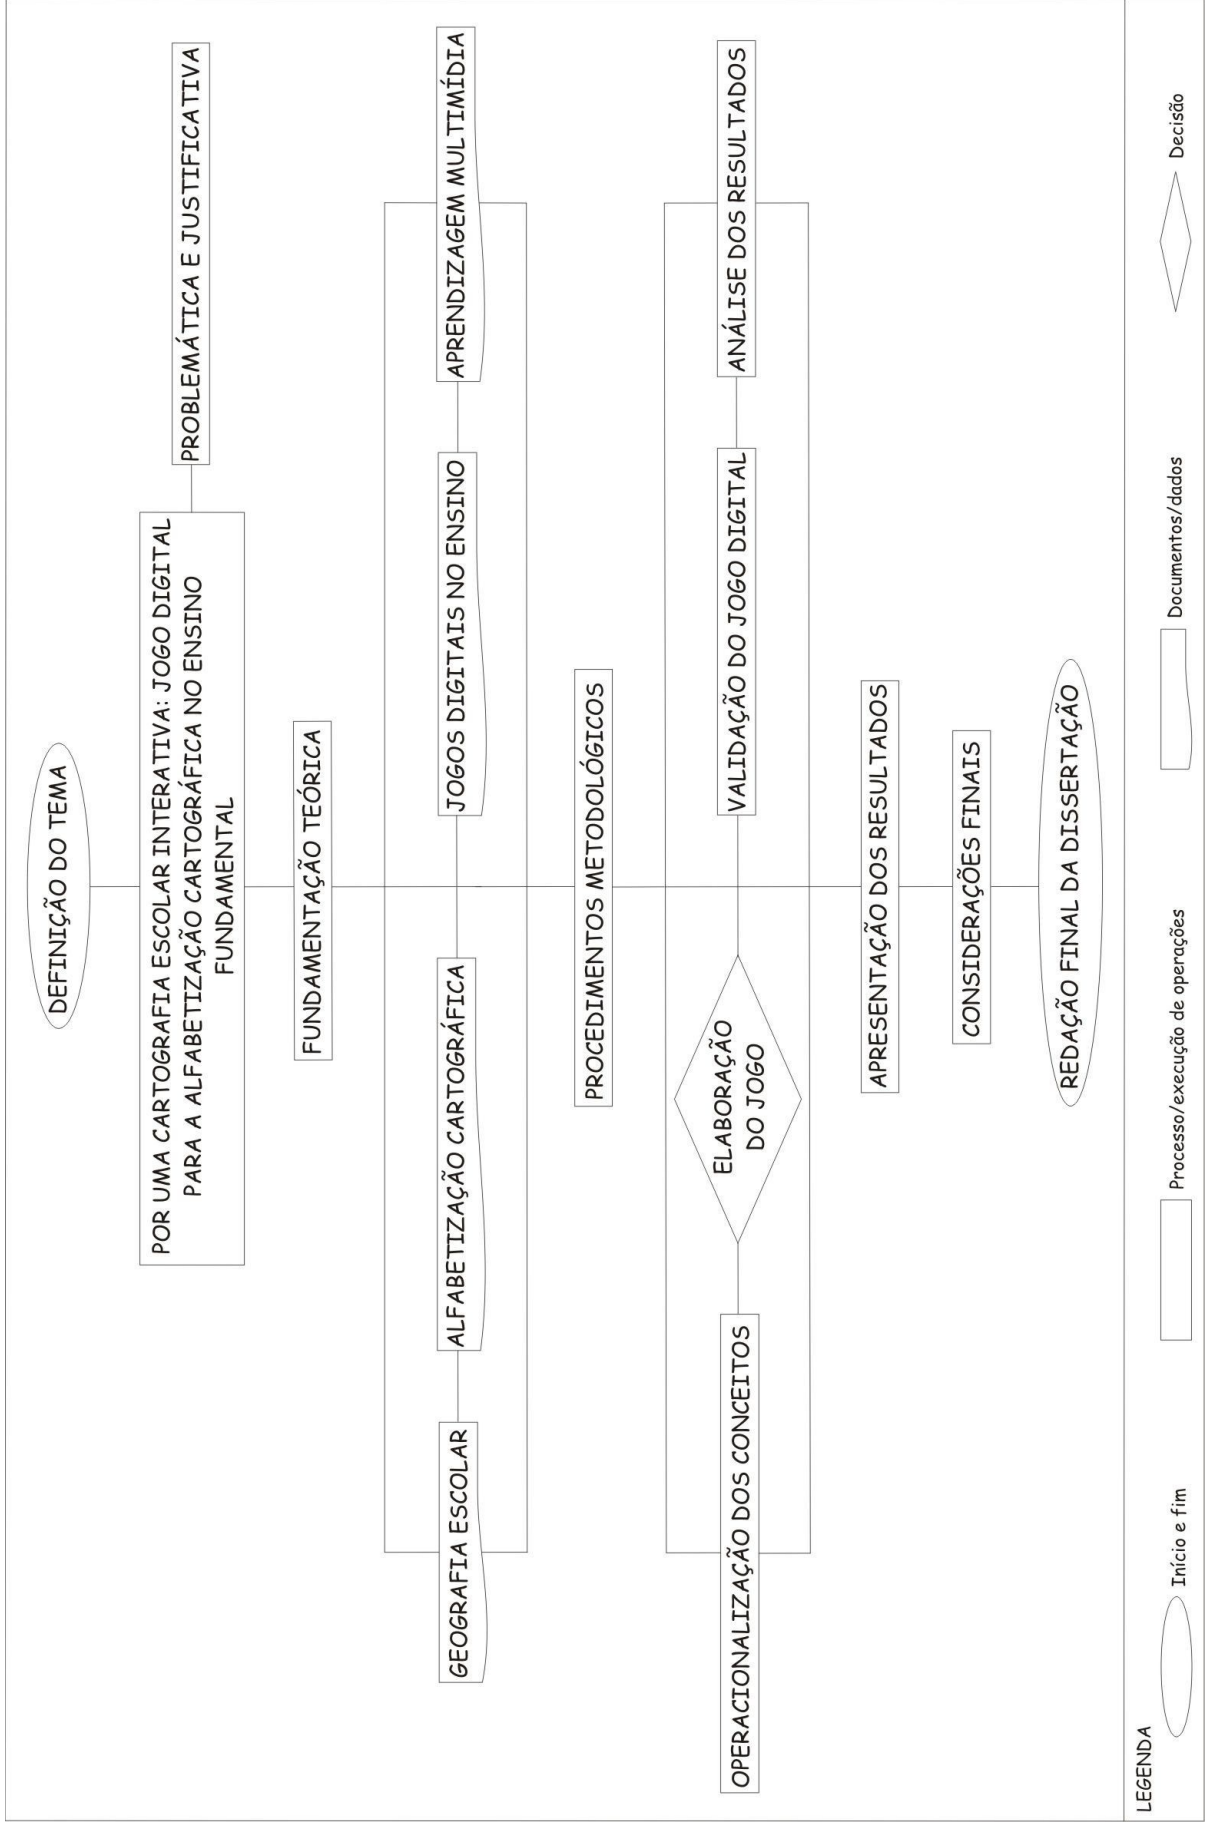 DEFINIÇÃO DO TEMA
POR UMA CARTOGRAFIA ESCOLAR INTERATIVA: JOGO DIGITAL
PARA A ALFABETIZAÇÃO CARTOGRÁFICA NO ENSINO
FUNDAMENTAL
PROBLEMÁTICA E JUSTIFICATIVA
FUNDAMENTAÇÃO TEÓRICA
GEOGRAFIA ESCOLAR
ALFABETIZAÇÃO CARTOGRÁFICA
JOGOS DIGITAIS NO ENSINO
APRENDIZAGEM MULTIMÍDIA
PROCEDIMENTOS METODOLÓGICOS
OPERACIONALIZAÇÃO DOS CONCEITOS
ELABORAÇÃO
DO JOGO
VALIDAÇÃO DO JOGO DIGITAL
ANÁLISE DOS RESULTADOS
APRESENTAÇÃO DOS RESULTADOS
CONSIDERAÇÕES FINAIS
REDAÇÃO FINAL DA DISSERTAÇÃO
LEGENDA
Início e fim
Processo/execução de operações
Documentos/dados
Decisão